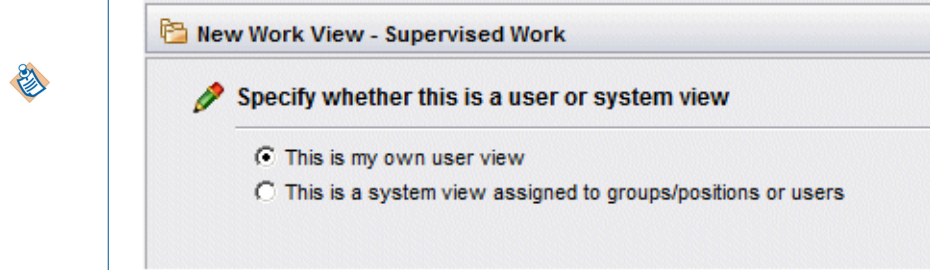 New Work View - Supervised Work
Specify whether this is a user or system view
This is my own user view
This is a system view assigned to groups/positions or users